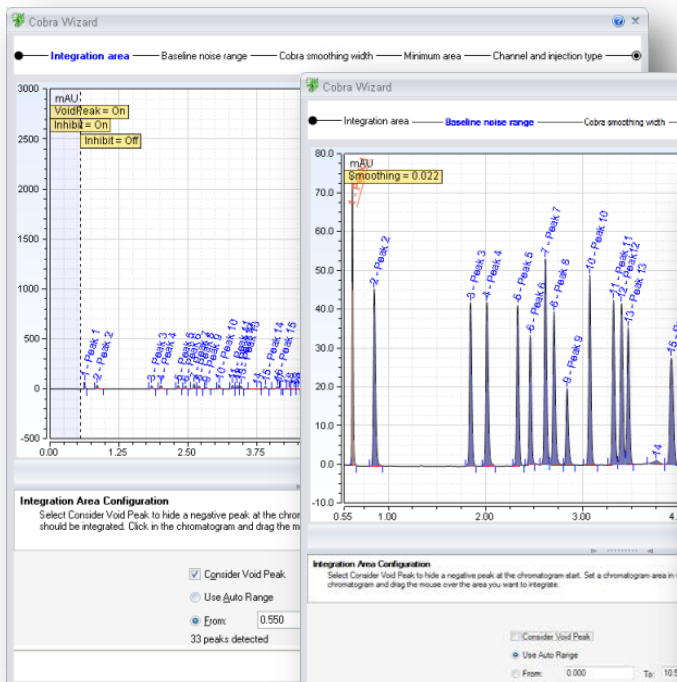 Cobra Wizard
Integration area
Baseline noise range
Cobra smoothing width
Minimum area
Channel and injection type
3000
2500
2000
1500
1000
500
0
-500
mAU
VoidPeak = On
Inhibit = On
Inhibit = Off
1 - Peak 1
2 - Peak 2
3 - Peak 3
4 - Peak 4
10 - Peak 10
15 - Peak 14
16 - Peak 15
0.00
1.25
2.50
3.75
Integration Area Configuration
Select Consider Void Peak to hide a negative peak at the chrom
should be integrated. Click in the chromatogram and drag the m
Consider Void Peak
Use Auto Range
From:
0.550
33 peaks detected
Cobra Wizard
Integration area
Baseline noise range
Cobra smoothing width
80.0
70.0
60.0
50.0
40.0
30.0
20.0
10.0
0.0
-10.0
mAU
Smoothing = 0.022
2 - Peak 2
3 - Peak 3
4 - Peak 4
5 - Peak 5
6 - Peak 6
7 - Peak 7
8 - Peak 8
9 - Peak 9
10 - Peak 10
11 - Peak 11
12 - Peak 12
13 - Peak 13
14
0.55
1.00
2.00
3.00
4.
Integration Area Configuration
Select Consider Void Peak to hide a negative peak at the chromatogram start. Set a chromatogram area in
chromatogram and drag the mouse over the area you want to integrate.
Consider Void Peak
Use Auto Range
From:
0.000
To:
10.5